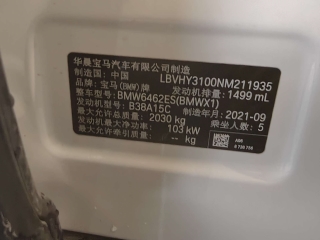 华晨宝马汽车有限公司制造
制造国：中国 LBVHY3100NM211935
品牌：宝马(BMW)牌 发动机排量：1499 mL
整车型号：BMW6462ES(BMWX1)
发动机型号：B38A15C 制造年月：2021-09
最大允许总质量：2030 kg 乘坐人数：5
发动机最大净功率：103 kW
最大允许牵引质量：-- kg